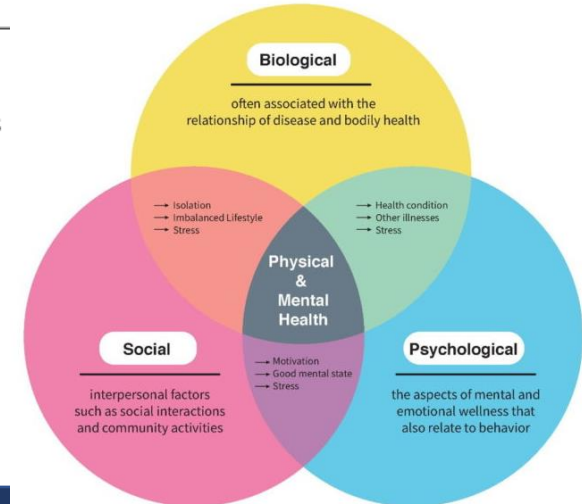 Biological
often associated with the
relationship of disease and bodily health
→ Isolation
→ Imbalanced Lifestyle
→ Stress
→ Health condition
→ Other illnesses
→ Stress
Physical
&
Mental
Health
Social
interpersonal factors
such as social interactions
and community activities
→ Motivation
→ Good mental state
→ Stress
Psychological
the aspects of mental and
emotional wellness that
also relate to behavior